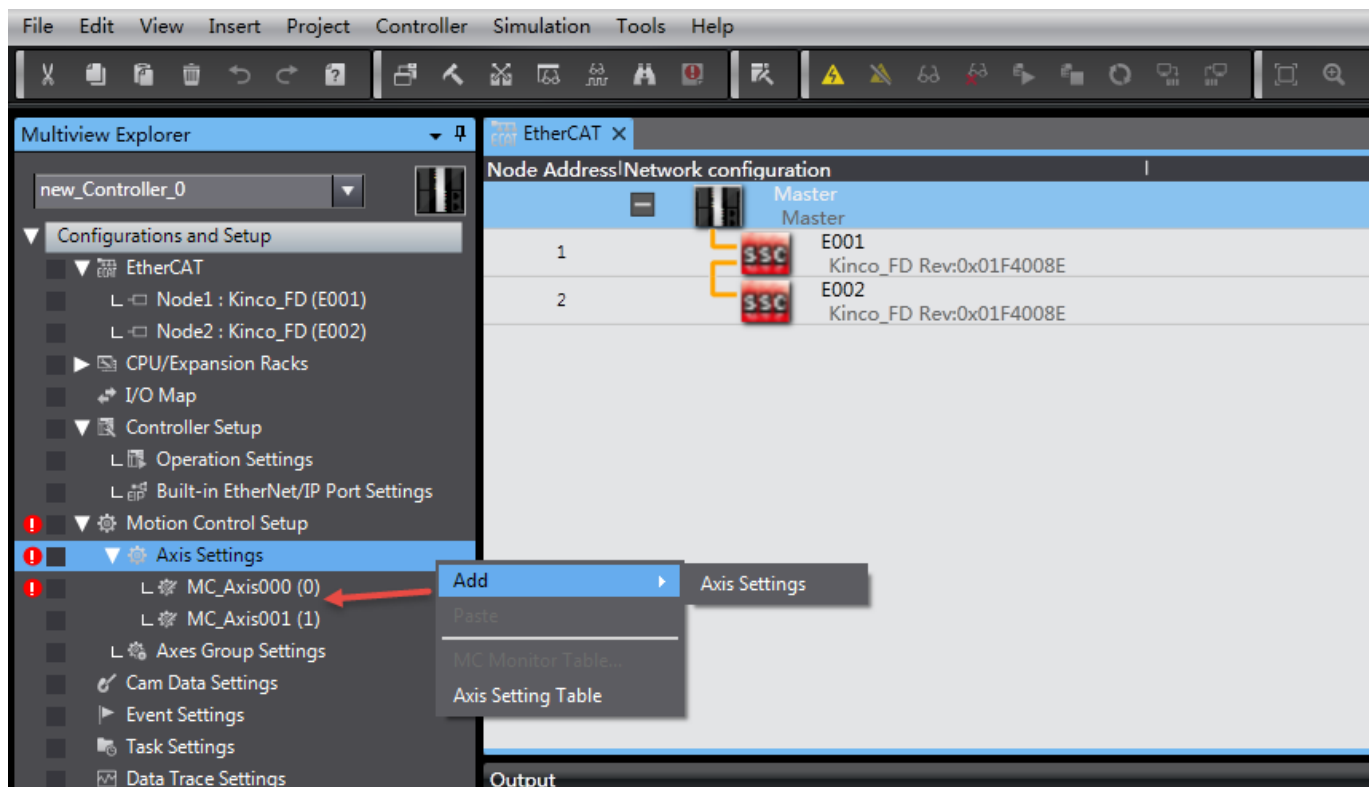 File Edit View Insert Project Controller Simulation Tools Help
Multiview Explorer
new_Controller_0
Configurations and Setup
EtherCAT
Node1 : Kinco_FD (E001)
Node2 : Kinco_FD (E002)
CPU/Expansion Racks
I/O Map
Controller Setup
Operation Settings
Built-in EtherNet/IP Port Settings
Motion Control Setup
Axis Settings
MC_Axis000 (0)
MC_Axis001 (1)
Axes Group Settings
Cam Data Settings
Event Settings
Task Settings
Data Trace Settings
Add
Paste
MC Monitor Table...
Axis Setting Table
Axis Settings
EtherCAT
Node Address Network configuration
Master
Master
1
E001
SSC
Kinco_FD Rev:0x01F4008E
2
E002
SSC
Kinco_FD Rev:0x01F4008E
Output